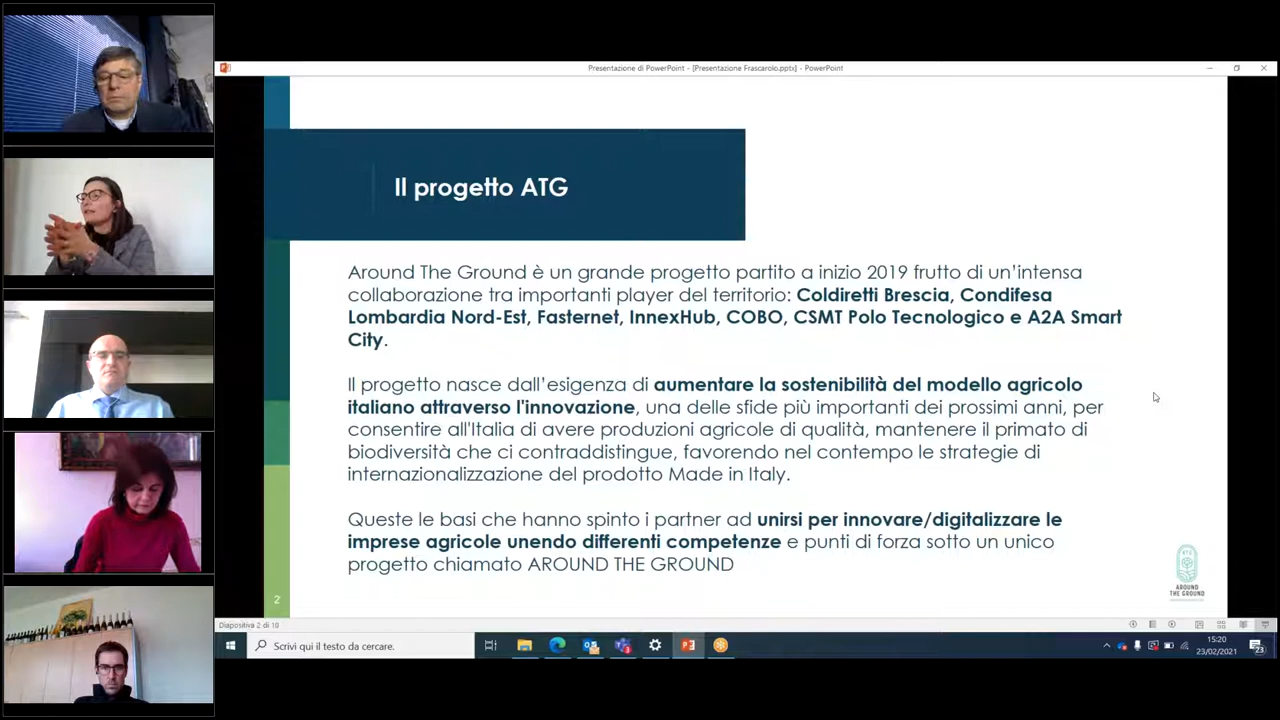 Presentazione di PowerPoint - [Presentazione Frascarolo.pptx] - PowerPoint
Il progetto ATG
Around The Ground è un grande progetto partito a inizio 2019 frutto di un'intensa
collaborazione tra importanti player del territorio: Coldiretti Brescia, Condifesa
Lombardia Nord-Est, Fasternet, InnexHub, COBO, CSMT Polo Tecnologico e A2A Smart
City.
Il progetto nasce dall'esigenza di aumentare la sostenibilità del modello agricolo
italiano attraverso l'innovazione, una delle sfide più importanti dei prossimi anni, per
consentire all'Italia di avere produzioni agricole di qualità, mantenere il primato di
biodiversità che ci contraddistingue, favorendo nel contempo le strategie di
internazionalizzazione del prodotto Made in Italy.
Queste le basi che hanno spinto i partner ad unirsi per innovare/digitalizzare le
imprese agricole unendo differenti competenze e punti di forza sotto un unico
progetto chiamato AROUND THE GROUND
ATG
AROUND
THE GROUND
2
Diapositiva 2 di 10
Scrivi qui il testo da cercare.
15:20
23/02/2021
23